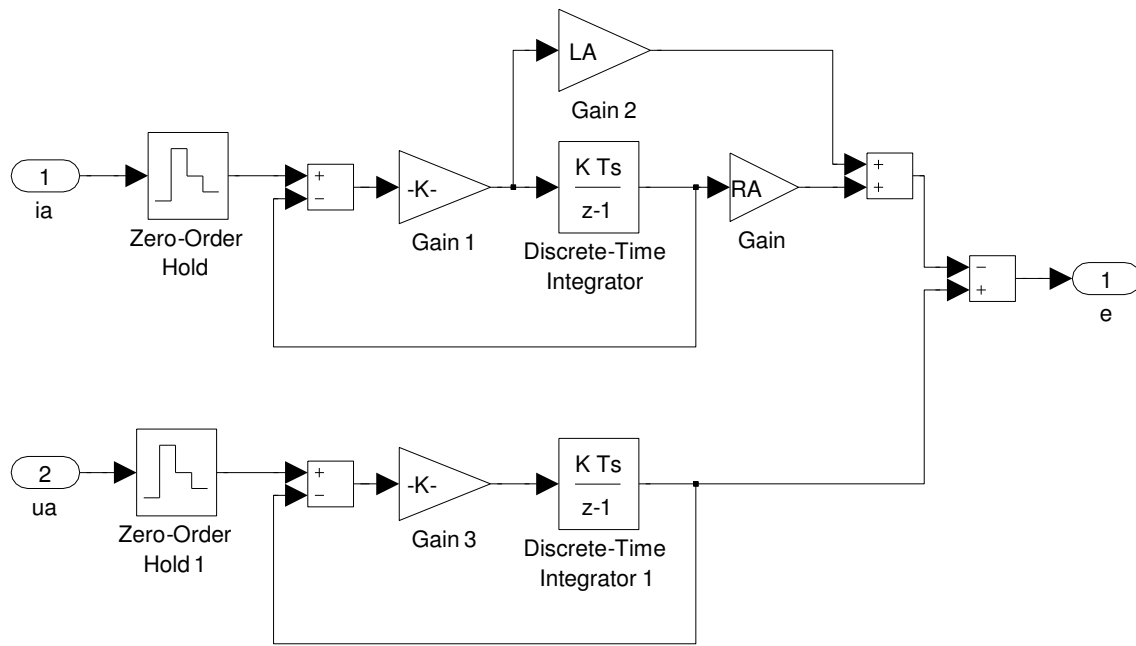 LA
Gain 2
1
ia
Zero-Order
Hold
+
−
-K-
Gain 1
K Ts
z-1
Discrete-Time
Integrator
RA
Gain
+
+
−
+
1
e
2
ua
Zero-Order
Hold 1
+
−
-K-
Gain 3
K Ts
z-1
Discrete-Time
Integrator 1